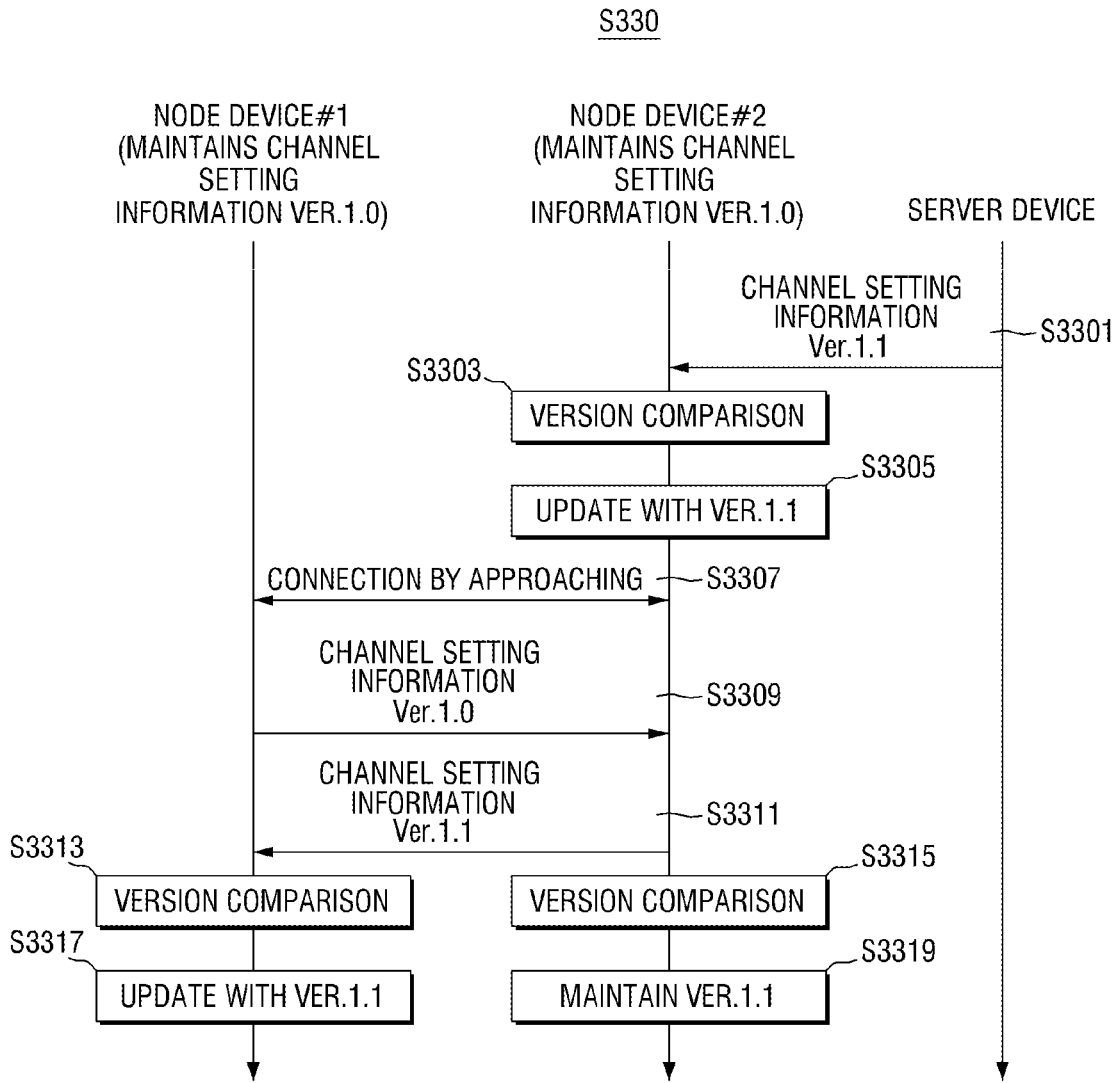 S330
NODE DEVICE#1
(MAINTAINS CHANNEL
SETTING
INFORMATION VER.1.0)
NODE DEVICE#2
(MAINTAINS CHANNEL
SETTING
INFORMATION VER.1.0)
SERVER DEVICE
CHANNEL SETTING
INFORMATION
Ver.1.1
S3301
S3303
VERSION COMPARISON
S3305
UPDATE WITH VER.1.1
CONNECTION BY APPROACHING
S3307
CHANNEL SETTING
INFORMATION
Ver.1.0
S3309
CHANNEL SETTING
INFORMATION
Ver.1.1
S3311
S3313
VERSION COMPARISON
S3315
VERSION COMPARISON
S3317
UPDATE WITH VER.1.1
S3319
MAINTAIN VER.1.1